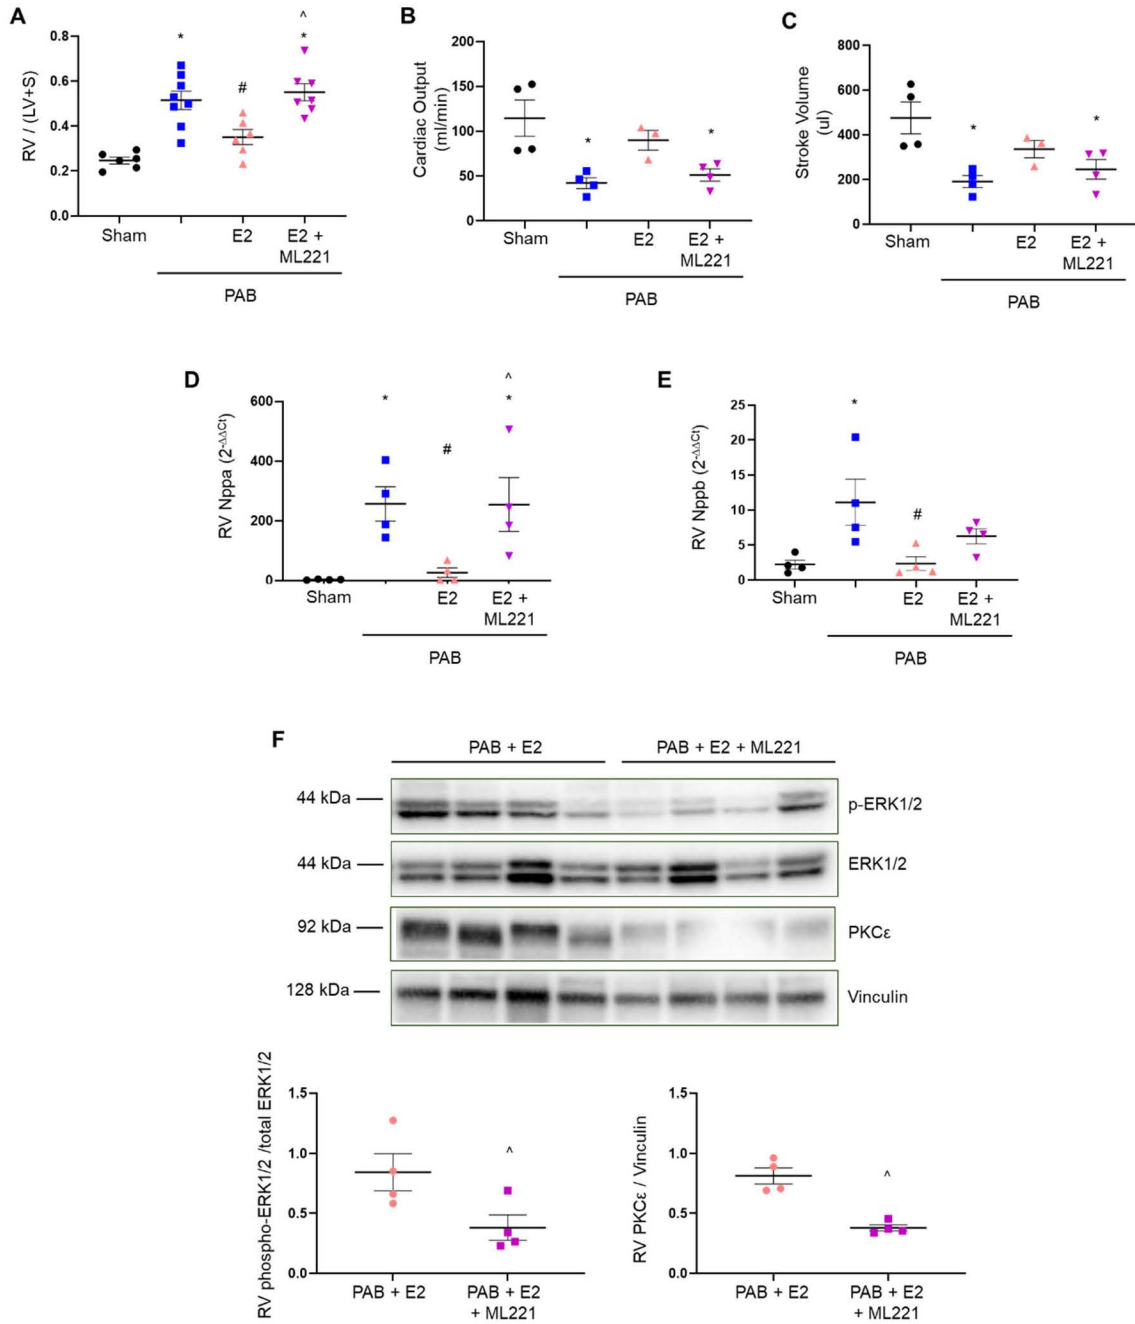 A
RV / (LV+S)
0.8
0.6
0.4
0.2
0.0
*
#
^
*
Sham
E2
E2 +
ML221
PAB
B
Cardiac Output
(ml/min)
200
150
100
50
0
*
*
Sham
E2
E2 +
ML221
PAB
C
Stroke Volume
(ul)
800
600
400
200
0
*
*
Sham
E2
E2 +
ML221
PAB
D
RV Nppa (2-ΔΔCt)
600
400
200
0
*
#
^
*
Sham
E2
E2 +
ML221
PAB
E
RV Nppb (2-ΔΔCt)
25
20
15
10
5
0
*
#
Sham
E2
E2 +
ML221
PAB
F
PAB + E2
PAB + E2 + ML221
44 kDa
p-ERK1/2
44 kDa
ERK1/2
92 kDa
PKCε
128 kDa
Vinculin
RV phospho-ERK1/2 /total ERK1/2
1.5
1.0
0.5
0.0
^
PAB + E2
PAB + E2
+ ML221
RV PKCε / Vinculin
1.5
1.0
0.5
0.0
^
PAB + E2
PAB + E2
+ ML221